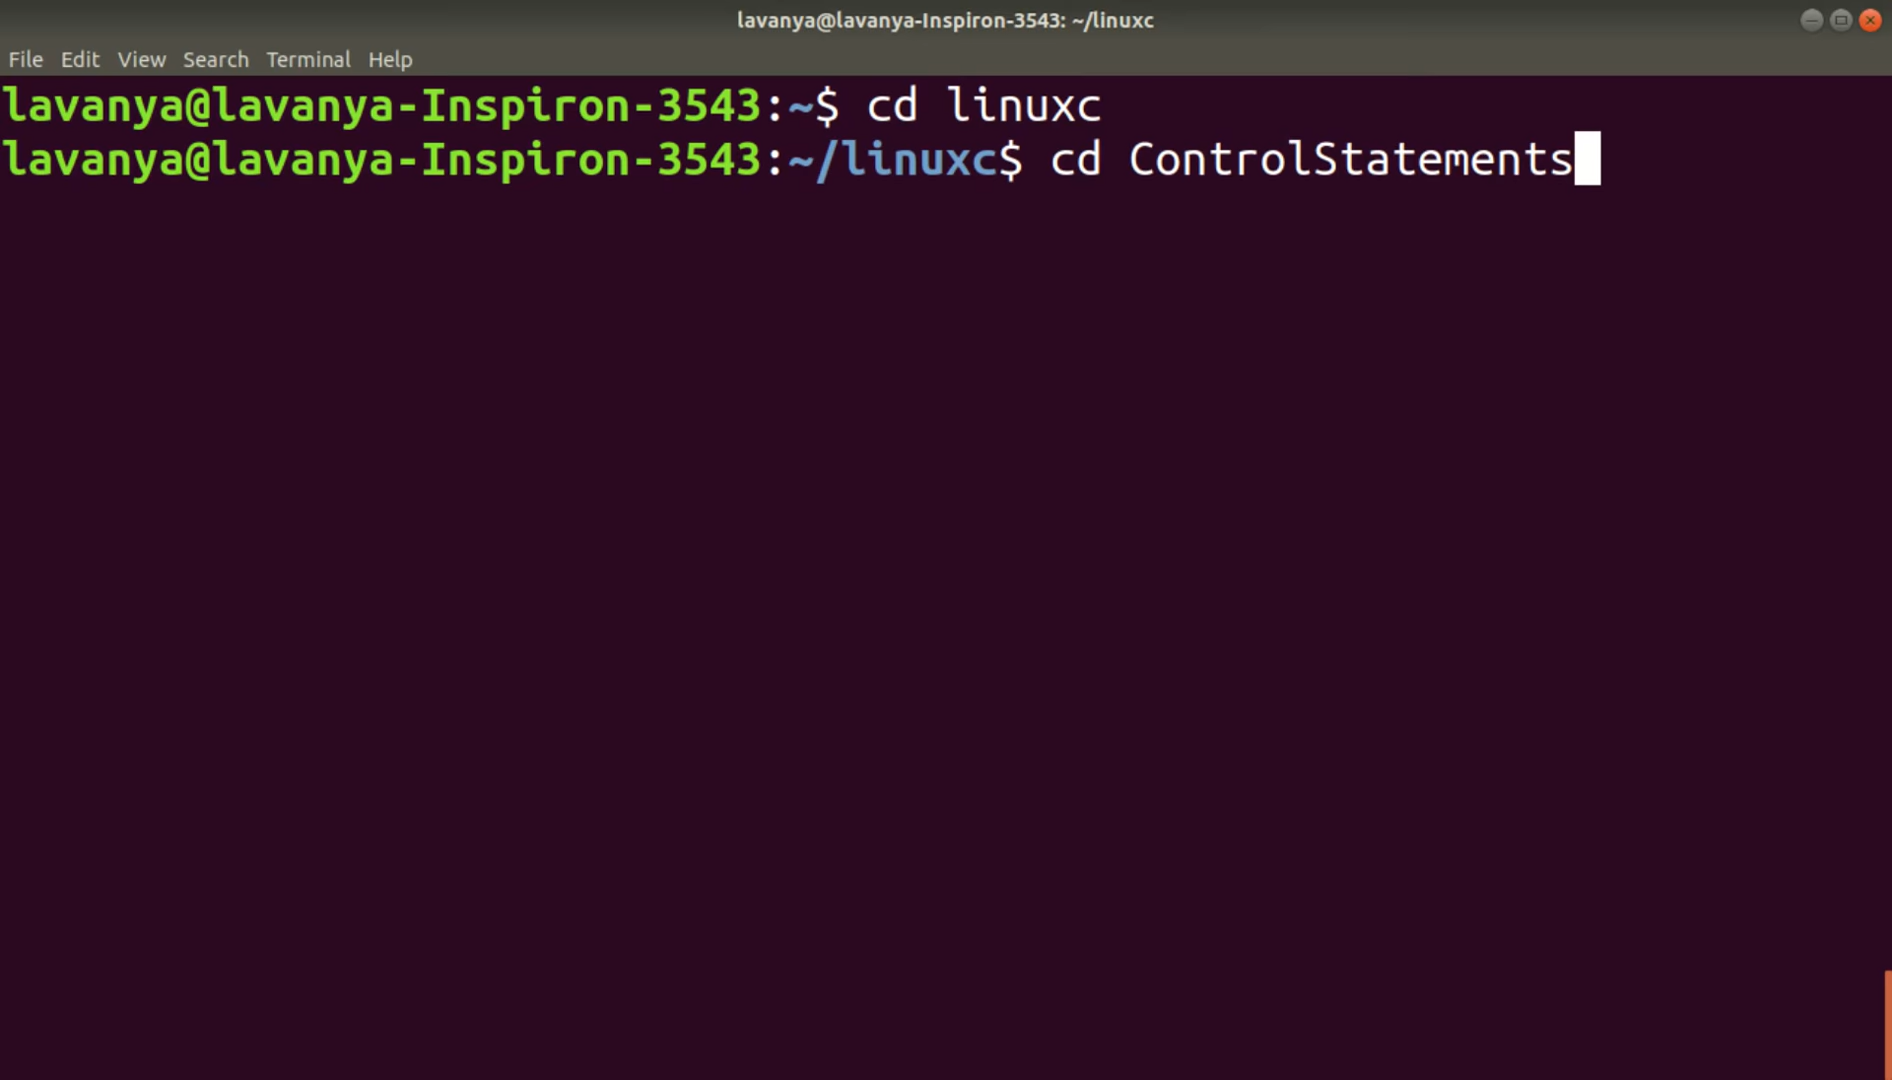 lavanya@lavanya-Inspiron-3543: ~/linuxc
File Edit View Search Terminal Help
lavanya@lavanya-Inspiron-3543:~$ cd linuxc
lavanya@lavanya-Inspiron-3543:~/linuxc$ cd ControlStatements